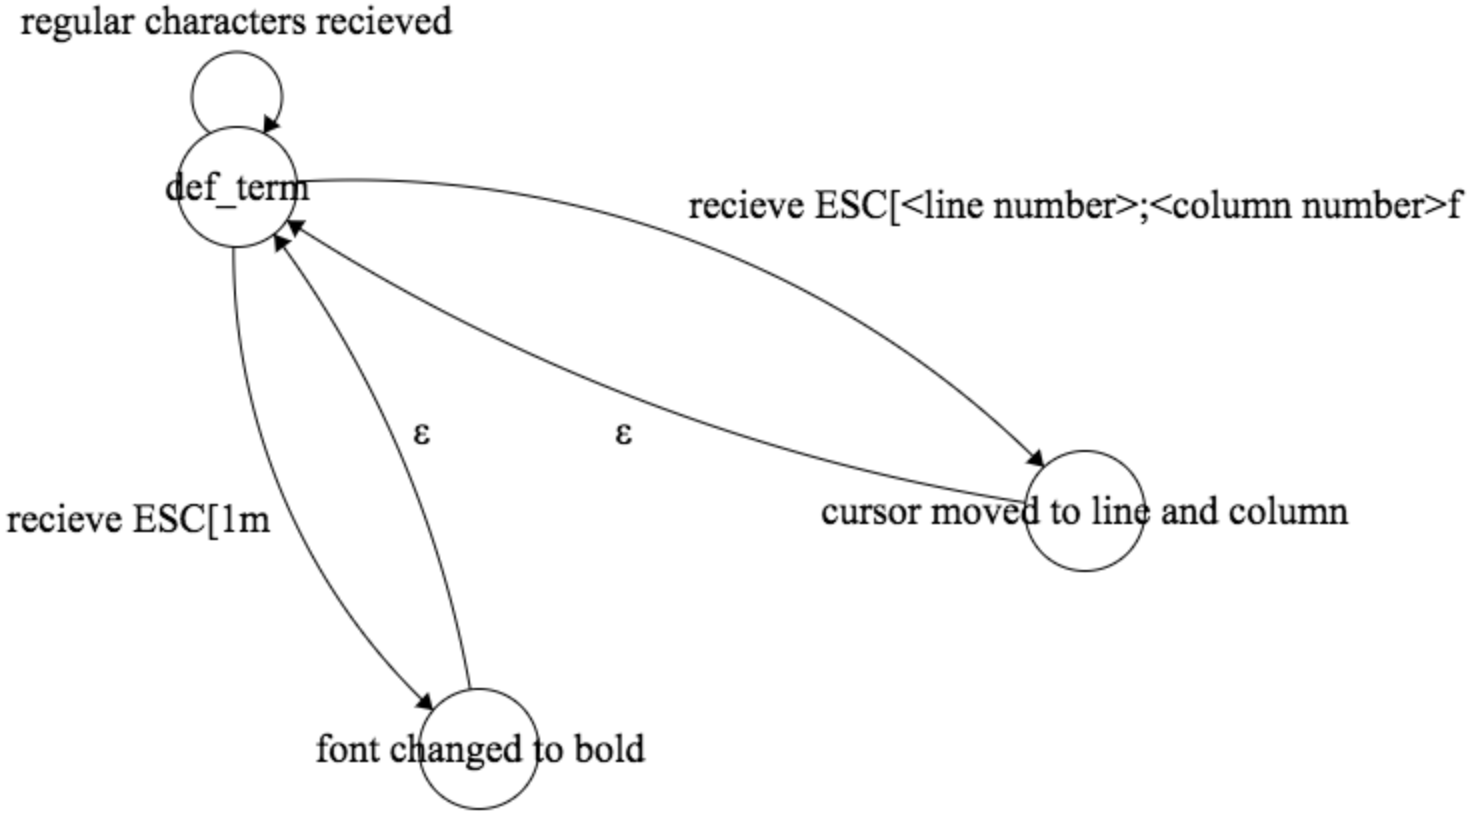 regular characters recieved
def_term
recieve ESC[<line number>;<column number>f
ε
ε
recieve ESC[1m
cursor moved to line and column
font changed to bold